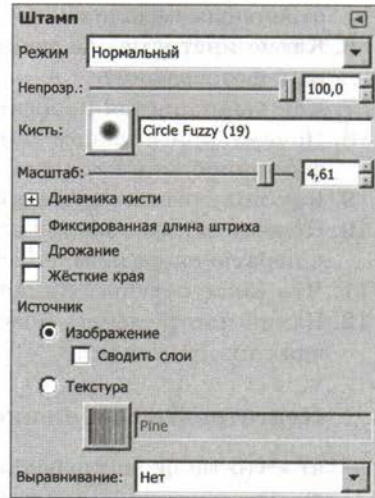 Штамп
Режим Нормальный
Непрозр.: 100,0
Кисть: Circle Fuzzy (19)
Масштаб: 4,61
Динамика кисти
Фиксированная длина штриха
Дрожание
Жёсткие края
Источник
Изображение
Сводить слои
Текстура
Pine
Выравнивание: Нет